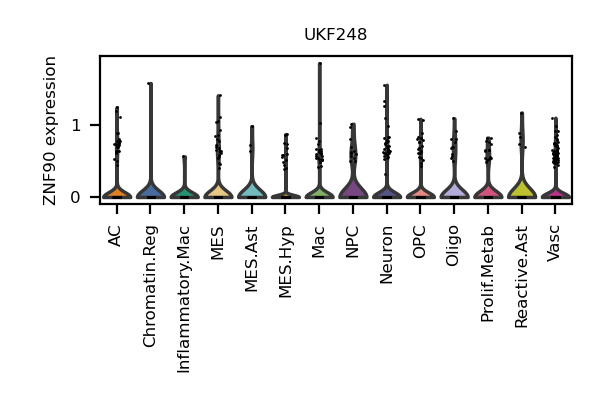 UKF248
ZNF90 expression
1
0
AC
Chromatin.Reg
Inflammatory.Mac
MES
MES.Ast
MES.Hyp
Mac
NPC
Neuron
OPC
Oligo
Prolif.Metab
Reactive.Ast
Vasc